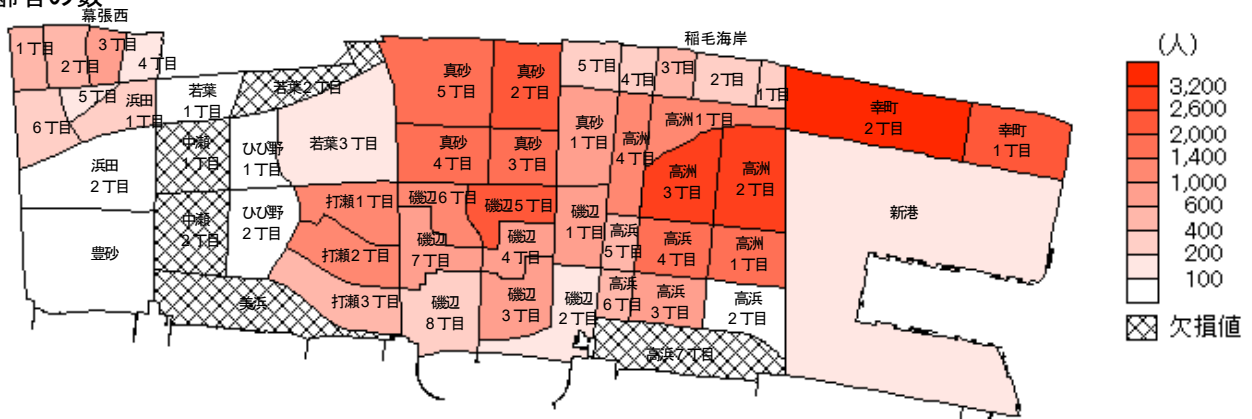 齢者の数
幕張西
1丁目
2丁目
3丁目
4丁目
5丁目
6丁目
浜田
1丁目
浜田
2丁目
豊砂
若葉
1丁目
若葉2丁目
若葉3丁目
中瀬
1丁目
中瀬
2丁目
ひび野
1丁目
ひび野
2丁目
美浜
打瀬1丁目
打瀬2丁目
打瀬3丁目
真砂
5丁目
真砂
2丁目
真砂
4丁目
真砂
3丁目
真砂
1丁目
磯辺6丁目
磯辺5丁目
磯辺
7丁目
磯辺
4丁目
磯辺
1丁目
磯辺
8丁目
磯辺
3丁目
磯辺
2丁目
稲毛海岸
5丁目
4丁目
3丁目
2丁目
1丁目
高洲1丁目
高洲
4丁目
高洲
3丁目
高洲
2丁目
高浜
5丁目
高浜
4丁目
高洲
1丁目
高浜
6丁目
高浜
3丁目
高浜
2丁目
高浜7丁目
幸町
2丁目
幸町
1丁目
新港
(人)
3,200
2,600
2,000
1,400
1,000
600
400
200
100
欠損値